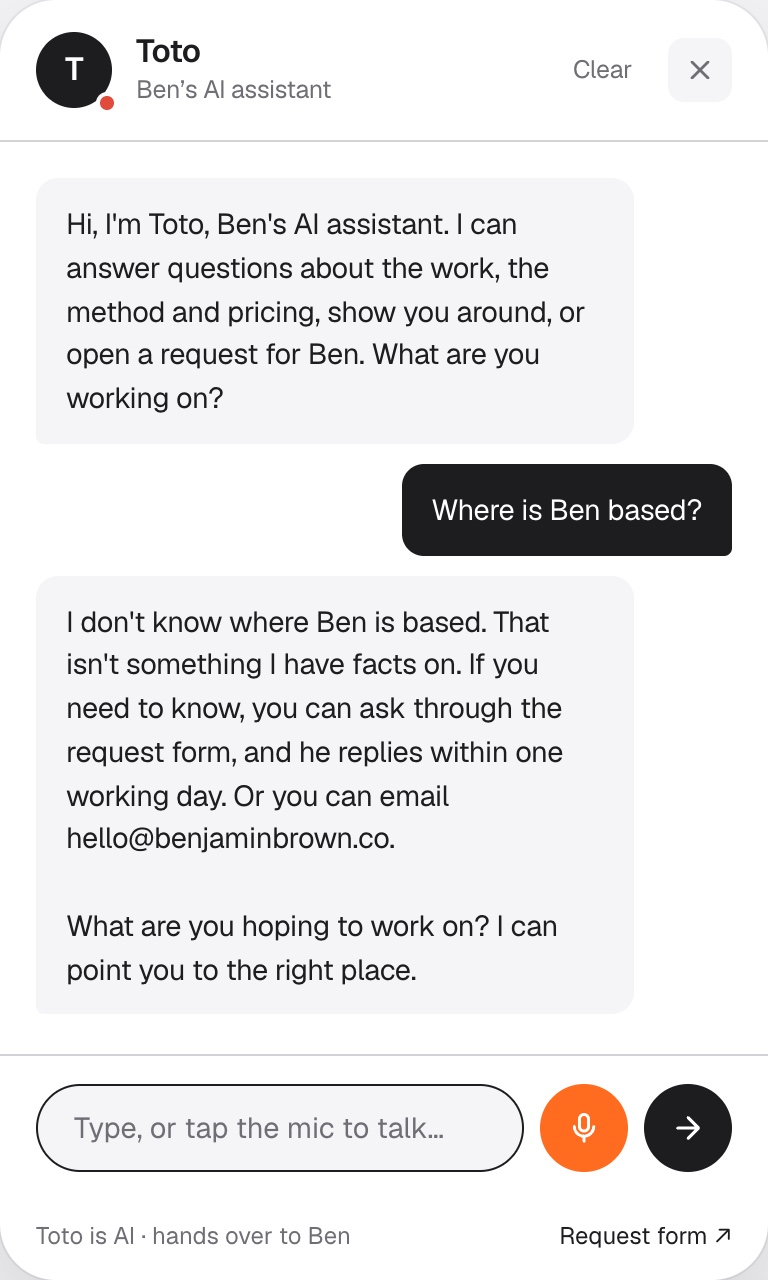 T
Toto
Ben’s AI assistant
Clear
Hi, I'm Toto, Ben's AI assistant. I can
answer questions about the work, the
method and pricing, show you around, or
open a request for Ben. What are you
working on?
Where is Ben based?
I don't know where Ben is based. That
isn't something I have facts on. If you
need to know, you can ask through the
request form, and he replies within one
working day. Or you can email
hello@benjaminbrown.co.
What are you hoping to work on? I can
point you to the right place.
Type, or tap the mic to talk…
Toto is AI · hands over to Ben
Request form ↗